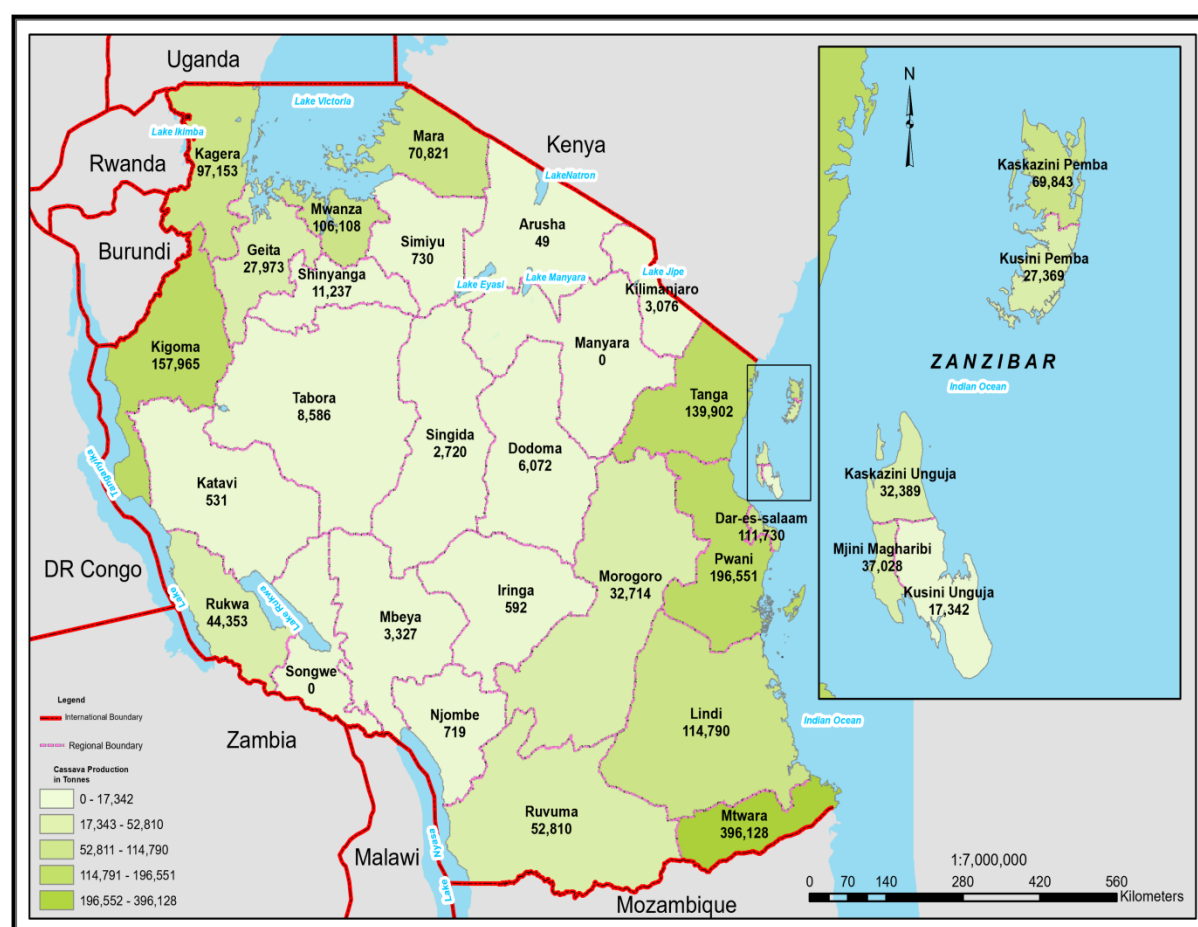 Uganda
Lake Victoria
Lake Ikimba
Kagera
97,153
Mara
70,821
Kenya
Rwanda
LakeNatron
Mwanza
106,108
Arusha
49
Burundi
Geita
27,973
Simiyu
730
Shinyanga
11,237
Lake Eyasi
Lake Manyara
Lake Jipe
Kilimanjaro
3,076
Kigoma
157,965
Manyara
0
Tabora
8,586
Tanga
139,902
Singida
2,720
Dodoma
6,072
Katavi
531
Lake Tanganyika
Dar-es-salaam
111,730
Pwani
196,551
DR Congo
Morogoro
32,714
Iringa
592
Rukwa
44,353
Lake Rukwa
Mbeya
3,327
Songwe
0
Njombe
719
Lindi
114,790
Indian Ocean
Zambia
Ruvuma
52,810
Mtwara
396,128
Malawi
Lake Nyasa
Mozambique
N
Kaskazini Pemba
69,843
Kusini Pemba
27,369
ZANZIBAR
Indian Ocean
Kaskazini Unguja
32,389
Mjini Magharibi
37,028
Kusini Unguja
17,342
Legend
International Boundary
Regional Boundary
Cassava Production
in Tonnes
0 - 17,342
17,343 - 52,810
52,811 - 114,790
114,791 - 196,551
196,552 - 396,128
1:7,000,000
0 70 140 280 420 560
Kilometers